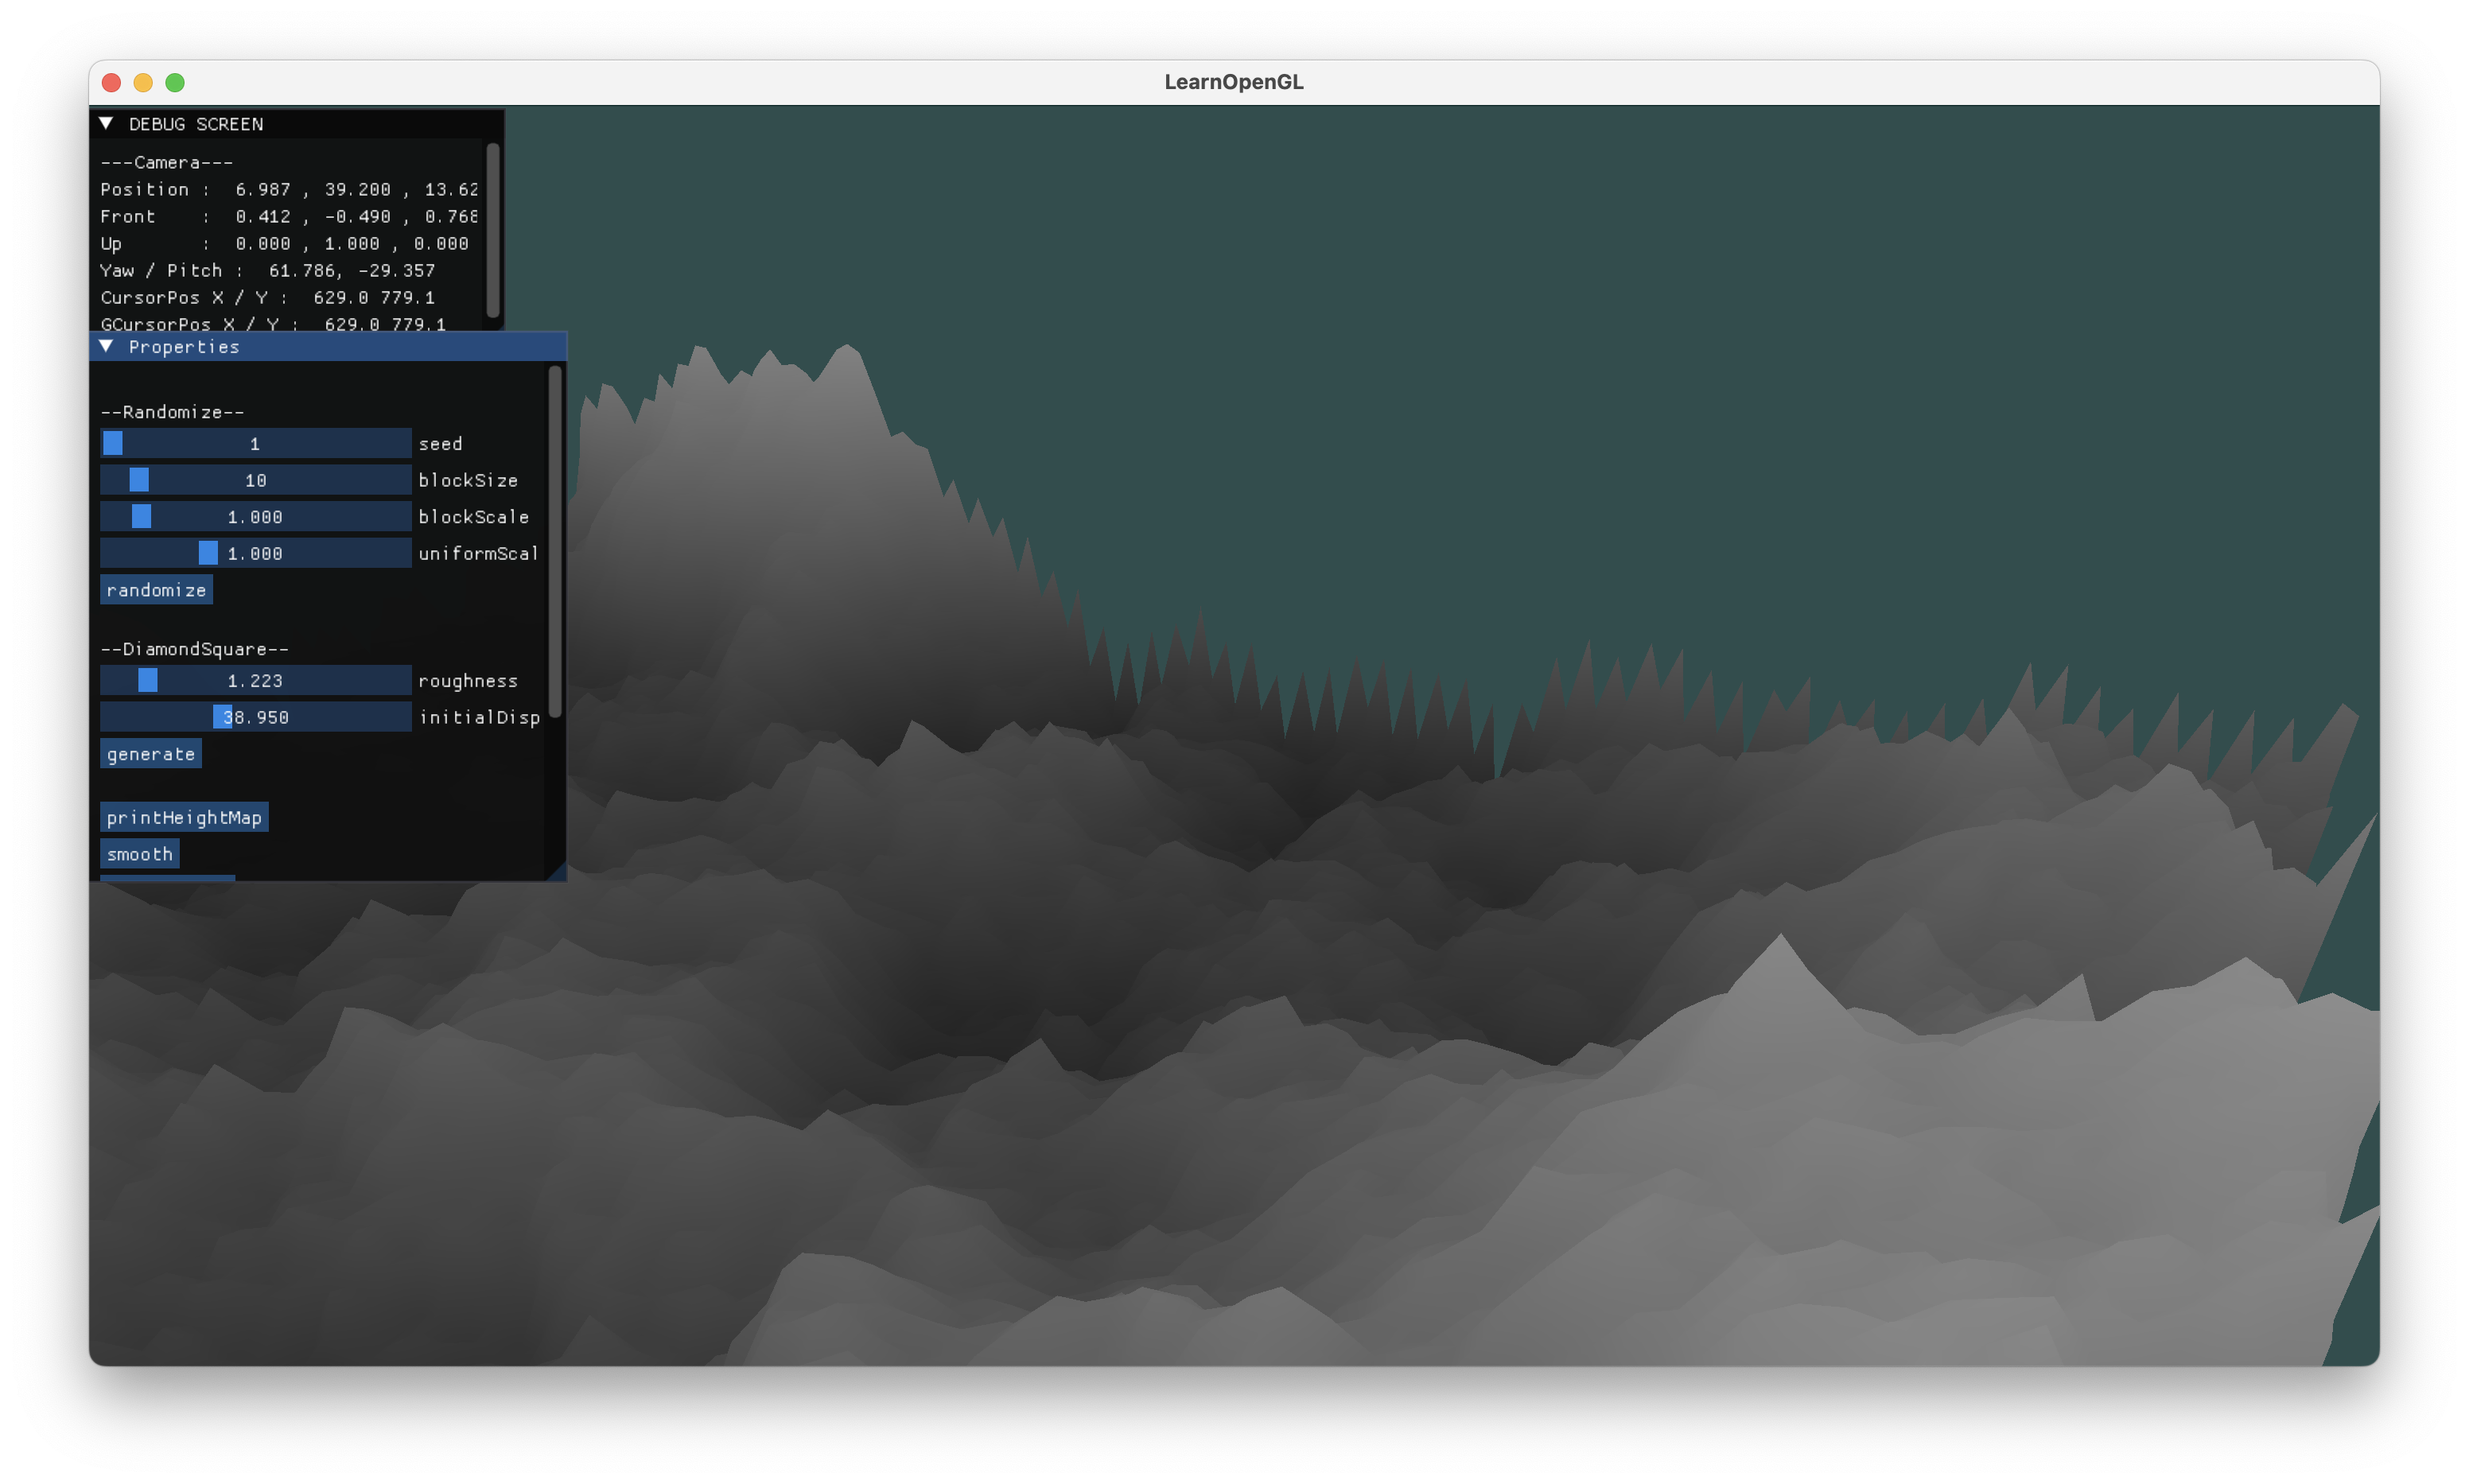 LearnOpenGL
DEBUG SCREEN
---Camera---
Position :  6.987 , 39.200 , 13.62
Front    :  0.412 , -0.490 , 0.768
Up       :  0.000 , 1.000 , 0.000
Yaw / Pitch :  61.786, -29.357
CursorPos X / Y :  629.0 779.1
GCursorPos X / Y :  629.0 779.1
Properties
--Randomize--
1 seed
10 blockSize
1.000 blockScale
1.000 uniformScal
randomize
--DiamondSquare--
1.223 roughness
38.950 initialDisp
generate
printHeightMap
smooth